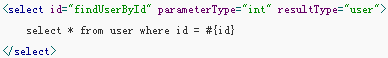 <select id="findUserById" parameterType="int" resultType="user">
select * from user where id = #{id}
</select>